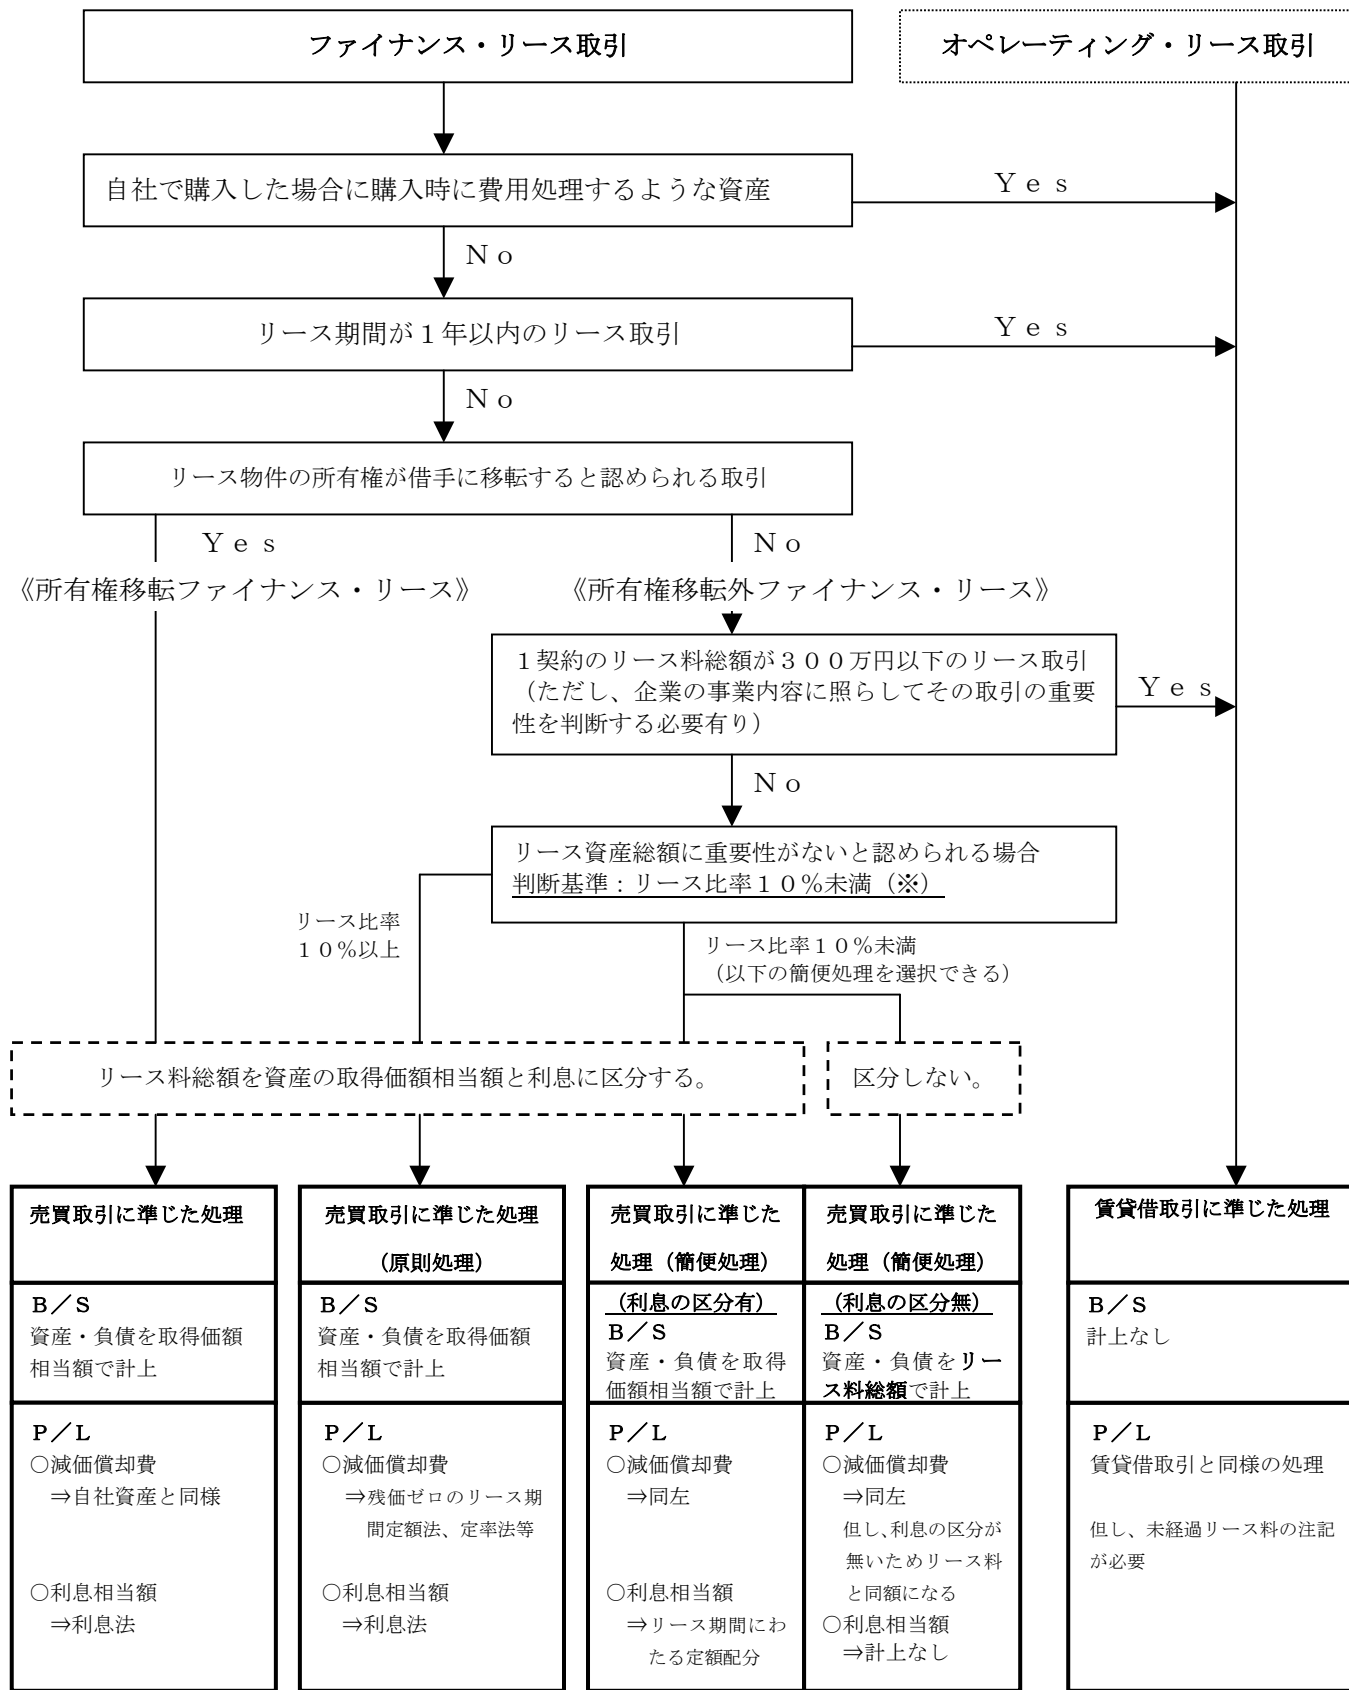 ファイナンス・リース取引
オペレーティング・リース取引
自社で購入した場合に購入時に費用処理するような資産
Ｙｅｓ
Ｎｏ
リース期間が１年以内のリース取引
Ｙｅｓ
Ｎｏ
リース物件の所有権が借手に移転すると認められる取引
Ｙｅｓ
Ｎｏ
《所有権移転ファイナンス・リース》
《所有権移転外ファイナンス・リース》
１契約のリース料総額が３００万円以下のリース取引
（ただし、企業の事業内容に照らしてその取引の重要
性を判断する必要有り）
Ｙｅｓ
Ｎｏ
リース資産総額に重要性がないと認められる場合
判断基準：リース比率１０％未満（※）
リース比率
１０％以上
リース比率１０％未満
（以下の簡便処理を選択できる）
リース料総額を資産の取得価額相当額と利息に区分する。
区分しない。
売買取引に準じた処理
Ｂ／Ｓ
資産・負債を取得価額
相当額で計上
Ｐ／Ｌ
○減価償却費
⇒自社資産と同様
○利息相当額
⇒利息法
売買取引に準じた処理
（原則処理）
Ｂ／Ｓ
資産・負債を取得価額
相当額で計上
Ｐ／Ｌ
○減価償却費
⇒残価ゼロのリース期
間定額法、定率法等
○利息相当額
⇒利息法
売買取引に準じた
処理（簡便処理）
（利息の区分有）
Ｂ／Ｓ
資産・負債を取得
価額相当額で計上
Ｐ／Ｌ
○減価償却費
⇒同左
○利息相当額
⇒リース期間にわ
たる定額配分
売買取引に準じた
処理（簡便処理）
（利息の区分無）
Ｂ／Ｓ
資産・負債をリー
ス料総額で計上
Ｐ／Ｌ
○減価償却費
⇒同左
但し、利息の区分が
無いためリース料
と同額になる
○利息相当額
⇒計上なし
賃貸借取引に準じた処理
Ｂ／Ｓ
計上なし
Ｐ／Ｌ
賃貸借取引と同様の処理
但し、未経過リース料の注記
が必要